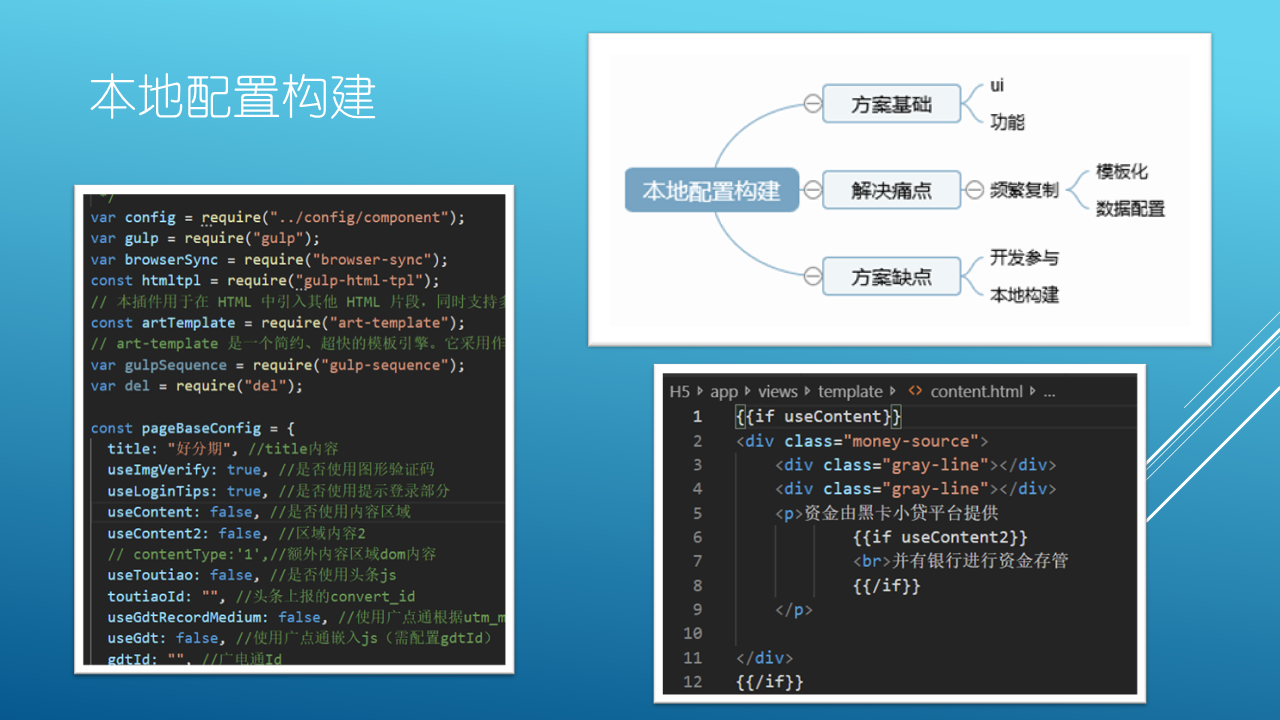 本地配置构建
*/
var config = require("../config/component");
var gulp = require("gulp");
var browserSync = require("browser-sync");
const htmltpl = require("gulp-html-tpl");
// 本插件用于在 HTML 中引入其他 HTML 片段，同时支持
const artTemplate = require("art-template");
// art-template 是一个简约、超快的模板引擎。它采用作
var gulpSequence = require("gulp-sequence");
var del = require("del");
const pageBaseConfig = {
title: "好分期", //title内容
useImgVerify: true, //是否使用图形验证码
useLoginTips: true, //是否使用提示登录部分
useContent: false, //是否使用内容区域
useContent2: false, //区域内容2
// contentType:'1',//额外内容区域dom内容
useToutiao: false, //是否使用头条js
toutiaoId: "", //头条上报的convert_id
useGdtRecordMedium: false, //使用广点通根据utm_m
useGdt: false, //使用广点通嵌入js（需配置gdtId）
gdtId: "", //广电通Id
本地配置构建
方案基础
ui
功能
解决痛点
频繁复制
模板化
数据配置
方案缺点
开发参与
本地构建
H5 app views template <> content.html ...
1 {{if useContent}}
2 <div class="money-source">
3 <div class="gray-line"></div>
4 <div class="gray-line"></div>
5 <p>资金由黑卡小贷平台提供
6 {{if useContent2}}
7 <br>并有银行进行资金存管
8 {{/if}}
9 </p>
10
11 </div>
12 {{/if}}